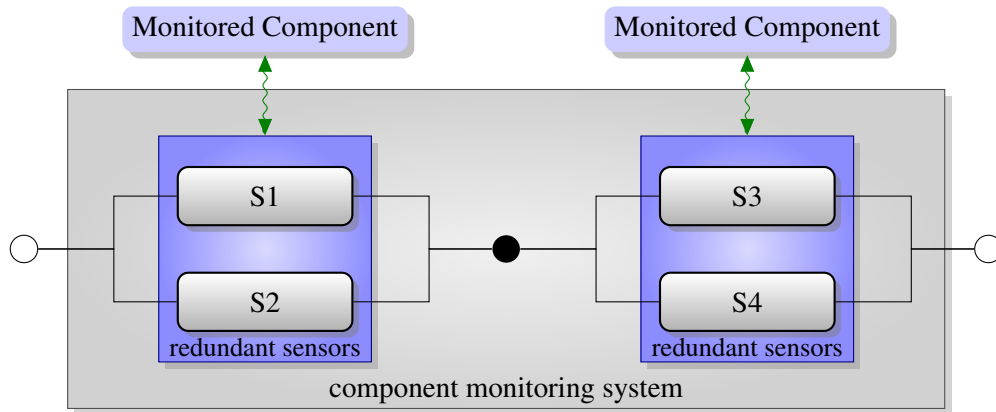 Monitored Component
Monitored Component
S1
S3
S2
S4
redundant sensors
redundant sensors
component monitoring system